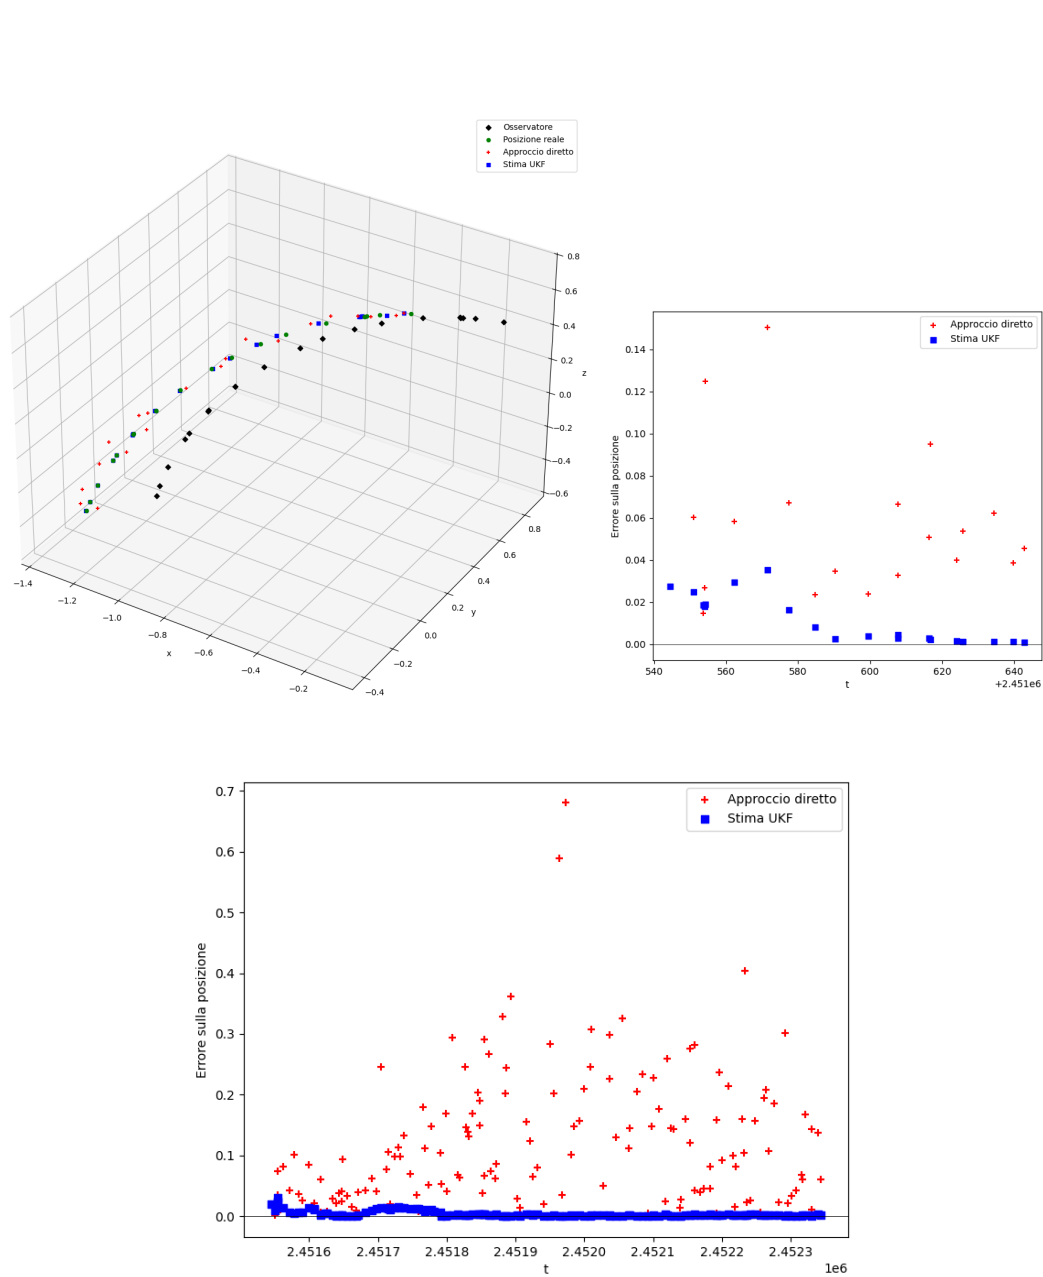 Osservatore
Posizione reale
Approccio diretto
Stima UKF
0.8
0.6
0.4
0.2
0.0
−0.2
−0.4
−0.6
z
−1.4
−1.2
−1.0
−0.8
−0.6
−0.4
−0.2
x
−0.4
−0.2
0.0
0.2
0.4
0.6
0.8
y
Approccio diretto
Stima UKF
0.14
0.12
0.10
0.08
0.06
0.04
0.02
0.00
Errore sulla posizione
540 560 580 600 620 640
t
+2.451e6
Approccio diretto
Stima UKF
0.7
0.6
0.5
0.4
0.3
0.2
0.1
0.0
Errore sulla posizione
2.4516 2.4517 2.4518 2.4519 2.4520 2.4521 2.4522 2.4523
t
1e6